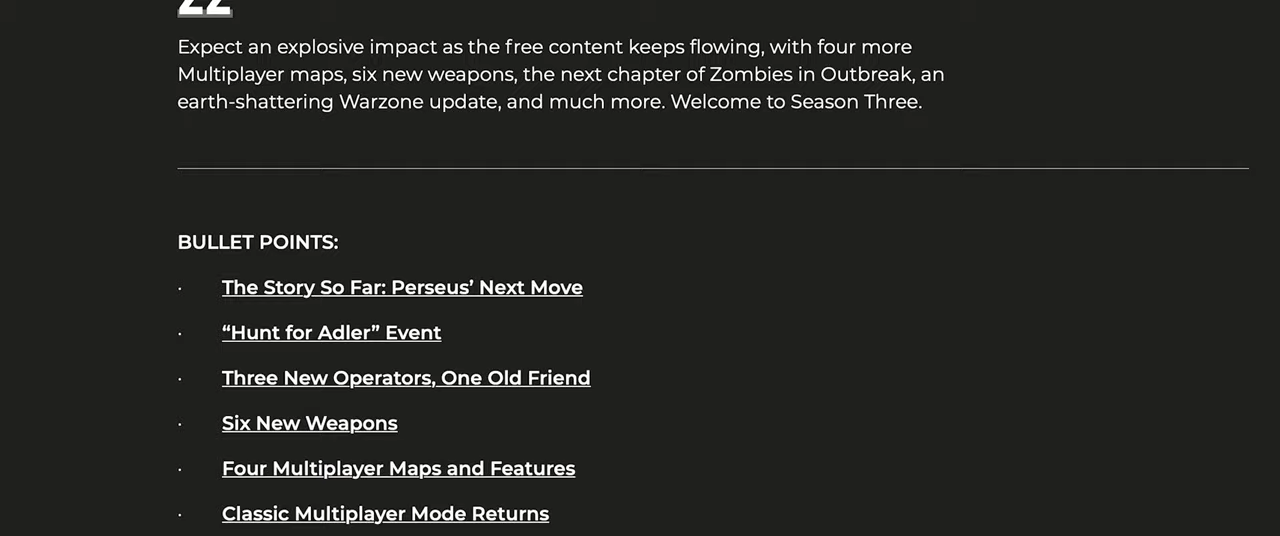 22
Expect an explosive impact as the free content keeps flowing, with four more
Multiplayer maps, six new weapons, the next chapter of Zombies in Outbreak, an
earth-shattering Warzone update, and much more. Welcome to Season Three.
BULLET POINTS:
· The Story So Far: Perseus’ Next Move
· “Hunt for Adler” Event
· Three New Operators, One Old Friend
· Six New Weapons
· Four Multiplayer Maps and Features
· Classic Multiplayer Mode Returns